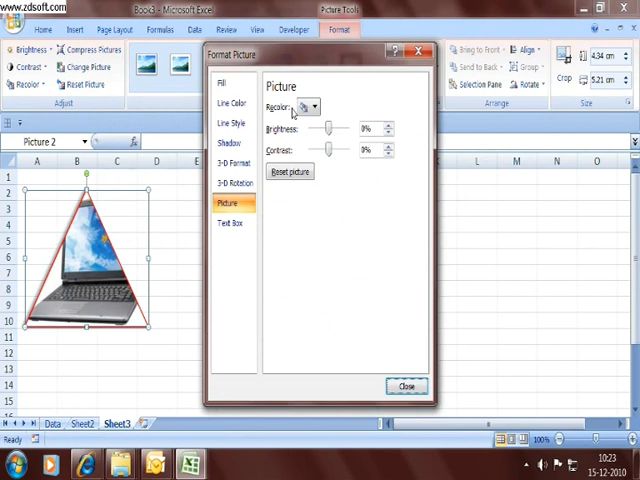 www.zdsoft.com
Book3 - Microsoft Excel
Picture Tools
Home
Insert
Page Layout
Formulas
Data
Review
View
Developer
Format
Brightness
Compress Pictures
Contrast
Change Picture
Recolor
Reset Picture
Adjust
Bring to Front
Align
Selection Pane
Rotate
Arrange
Crop
4.34 cm
5.21 cm
Size
Picture 2
fx
Format Picture
Fill
Line Color
Line Style
Shadow
3-D Format
3-D Rotation
Picture
Text Box
Picture
Recolor:
Brightness:
0%
Contrast:
0%
Reset picture
Close
A
B
C
D
E
L
M
N
O
1
2
3
4
5
6
7
8
9
10
11
12
13
14
15
Data
Sheet2
Sheet3
Ready
100%
10:23
15-12-2010